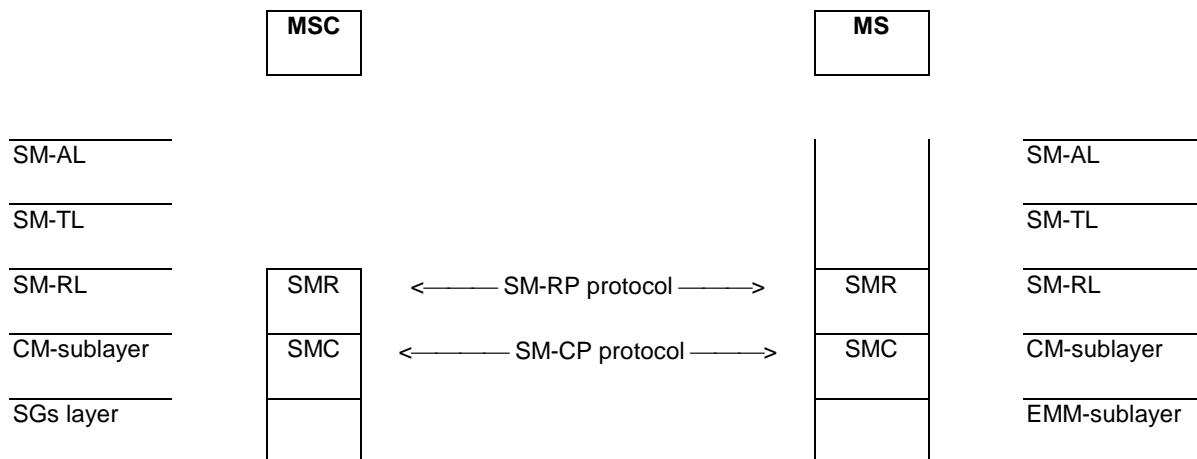 MSC MS
SM-AL SM-AL
SM-TL SM-TL
SM-RL SMR <——— SM-RP protocol ———> SMR SM-RL
CM-sublayer SMC <———— SM-CP protocol ————> SMC CM-sublayer
SGs layer EMM-sublayer